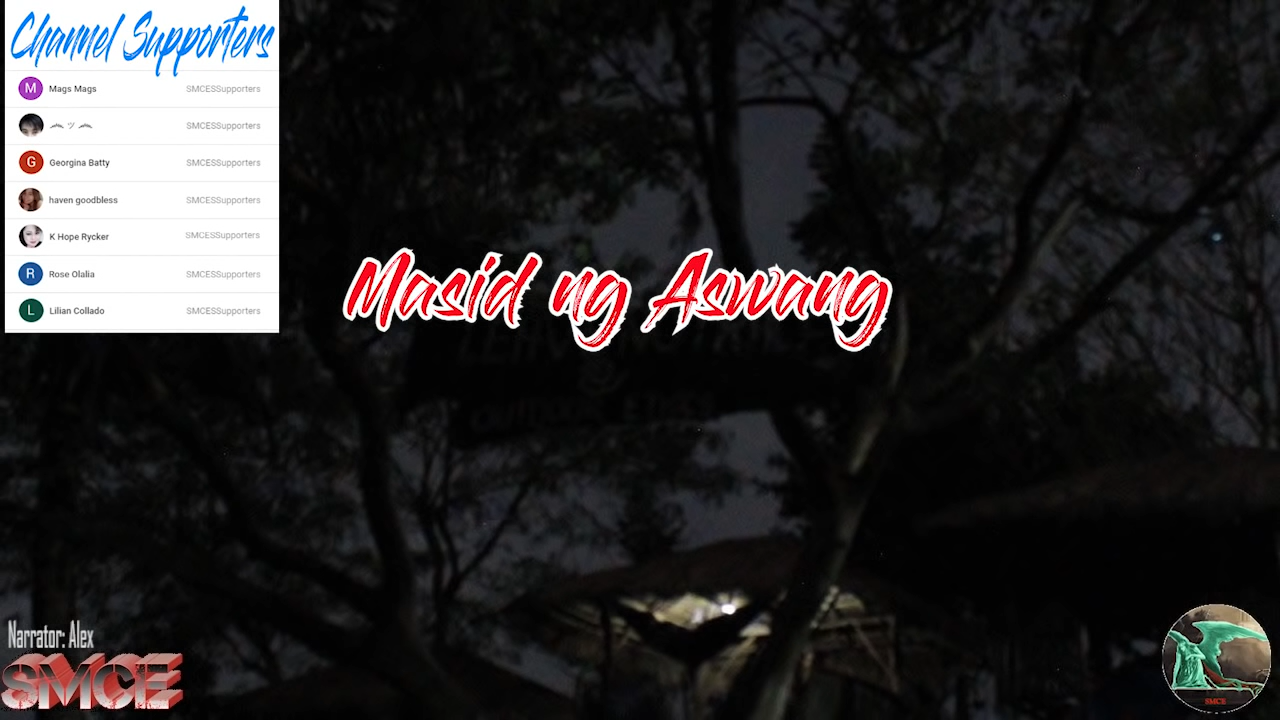 Channel Supporters
M Mags Mags SMCESSupporters
ツ SMCESSupporters
G Georgina Batty SMCESSupporters
haven goodbless SMCESSupporters
K Hope Rycker SMCESSupporters
R Rose Olalia SMCESSupporters
L Lilian Collado SMCESSupporters
Masid ng Aswang
Narrator: Alex
SMCE
SMCE